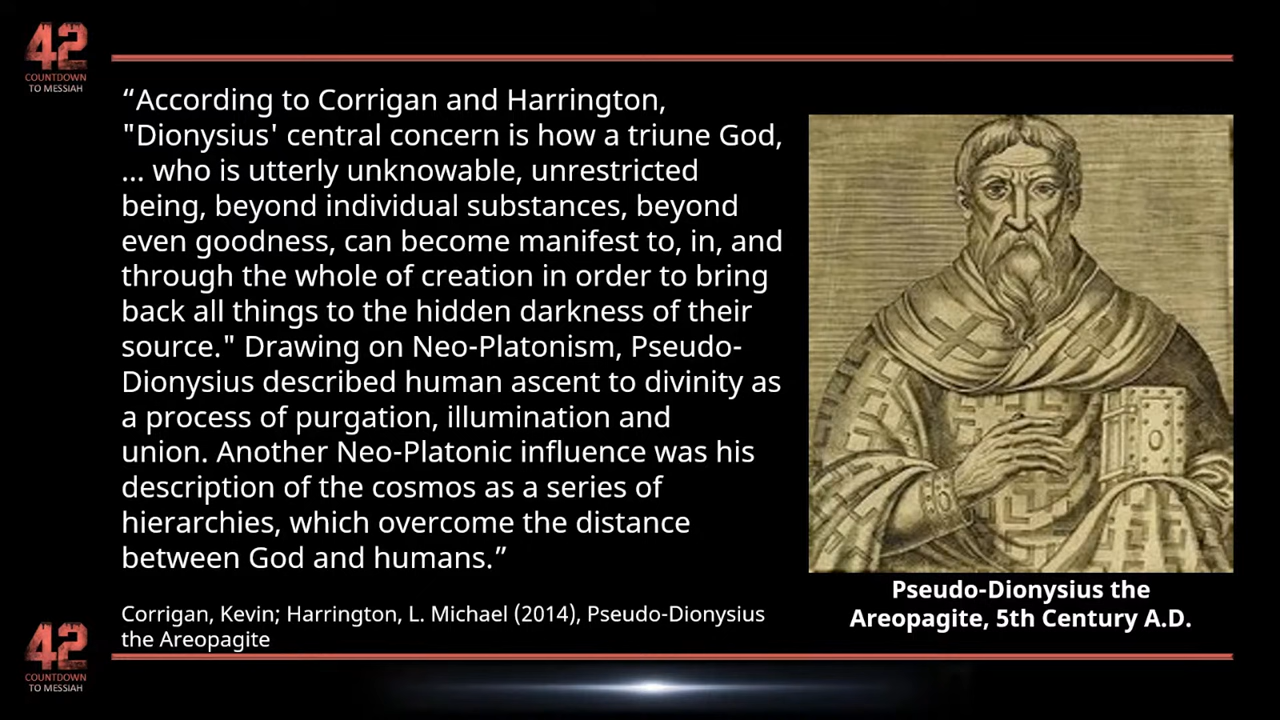 42
COUNTDOWN
TO MESSIAH
“According to Corrigan and Harrington,
"Dionysius' central concern is how a triune God,
... who is utterly unknowable, unrestricted
being, beyond individual substances, beyond
even goodness, can become manifest to, in, and
through the whole of creation in order to bring
back all things to the hidden darkness of their
source." Drawing on Neo-Platonism, Pseudo-
Dionysius described human ascent to divinity as
a process of purgation, illumination and
union. Another Neo-Platonic influence was his
description of the cosmos as a series of
hierarchies, which overcome the distance
between God and humans.”
Corrigan, Kevin; Harrington, L. Michael (2014), Pseudo-Dionysius
the Areopagite
Pseudo-Dionysius the
Areopagite, 5th Century A.D.
42
COUNTDOWN
TO MESSIAH